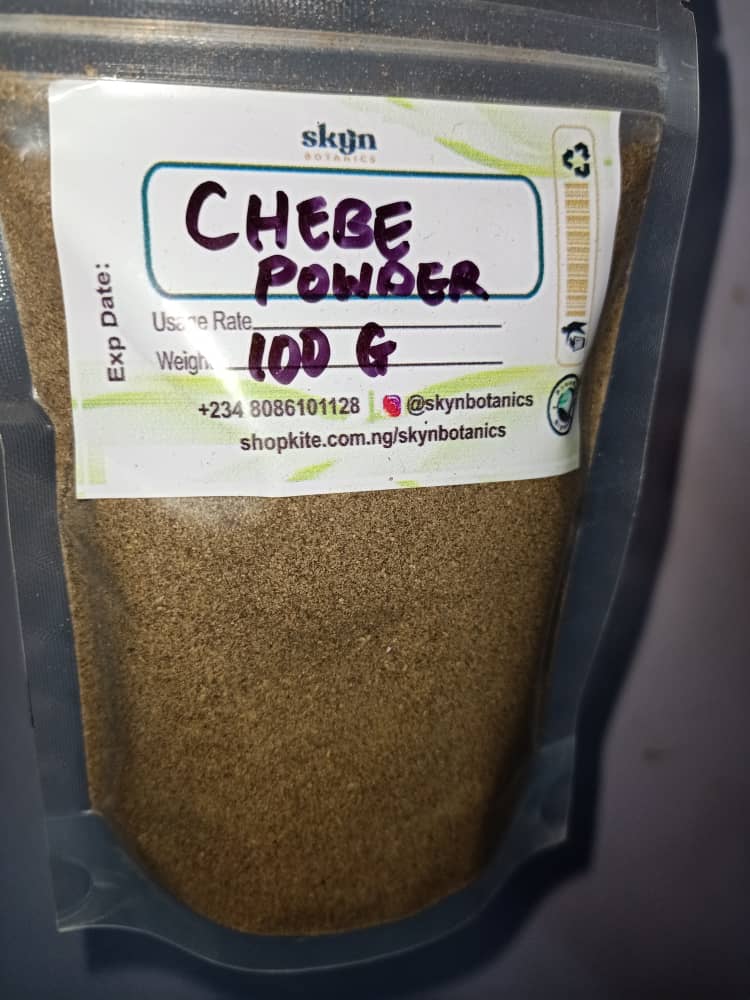 skyn
BOTANICS
CHEBE
POWDER
Exp Date:
Usage Rate
Weight 100 G
+234 8086101128 | @skynbotanics
shopkite.com.ng/skynbotanics